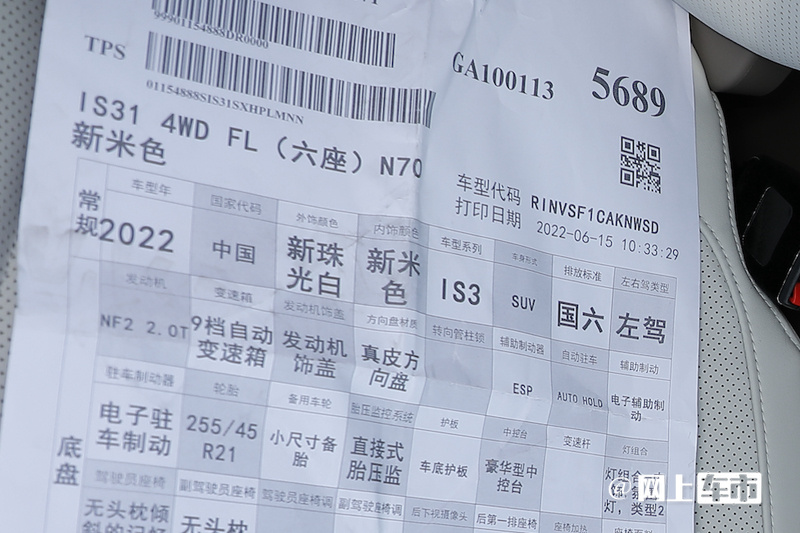 9990115488SDR0000
TPS
01154888SIS31SXHPLMNN
GA100113
5689
IS31 4WD FL（六座）N70
新米色
车型代码 RINVSF1CAKNWSD
打印日期 2022-06-15 10:33:29
常规
车型年 国家代码 外饰颜色 内饰颜色 车型系列 车身形式 排放标准 左右驾类型
2022 中国 新珠光白 新米色 IS3 SUV 国六 左驾
发动机 变速箱 发动机饰盖 方向盘材质 转向管柱锁 辅助制动器 自动驻车 辅助制动
NF2 2.0T 9档自动变速箱 发动机饰盖 真皮方向盘 ESP AUTO HOLD 电子辅助制动
底盘
驻车制动器 轮胎 备用车轮 胎压监控系统 护板 中控台 变速杆 灯组合
电子驻车制动 255/45 R21 小尺寸备胎 直接式胎压监 车底护板 豪华型中控台
灯，类型2
驾驶员座椅 副驾驶座椅 驾驶员座椅调 副驾驶座椅调 后下视摄像头 后第一排座椅 座椅加热
无头枕倾斜的记忆 无头枕
@网上车市